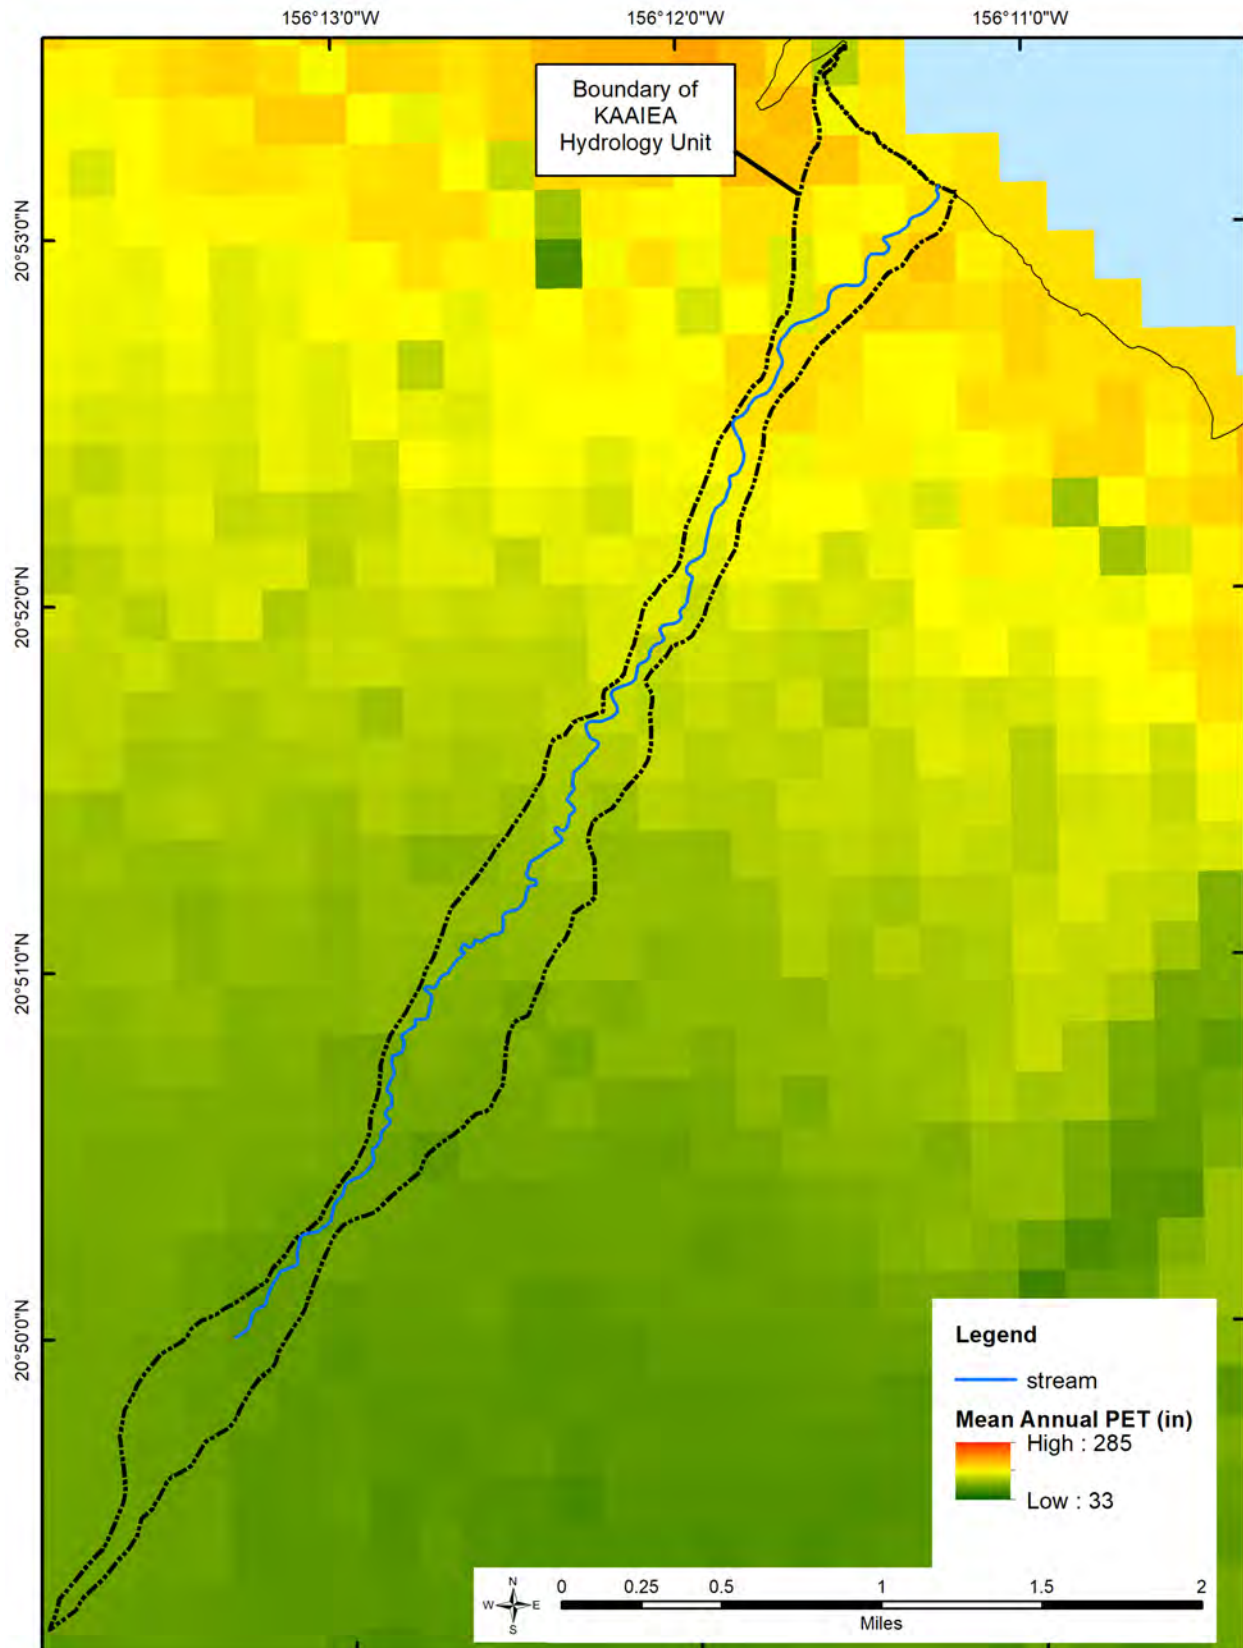 156°13'0"W
156°12'0"W
156°11'0"W
Boundary of
KAAIEA
Hydrology Unit
20°53'0"N
20°52'0"N
20°51'0"N
20°50'0"N
Legend
stream
Mean Annual PET (in)
High : 285
Low : 33
N
W
E
S
0
0.25
0.5
1
1.5
2
Miles